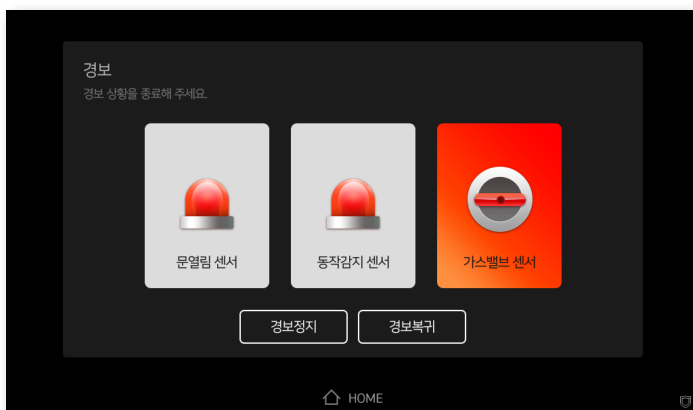 경보
경보 상황을 종료해 주세요.
문열림 센서
동작감지 센서
가스밸브 센서
경보정지
경보복귀
HOME